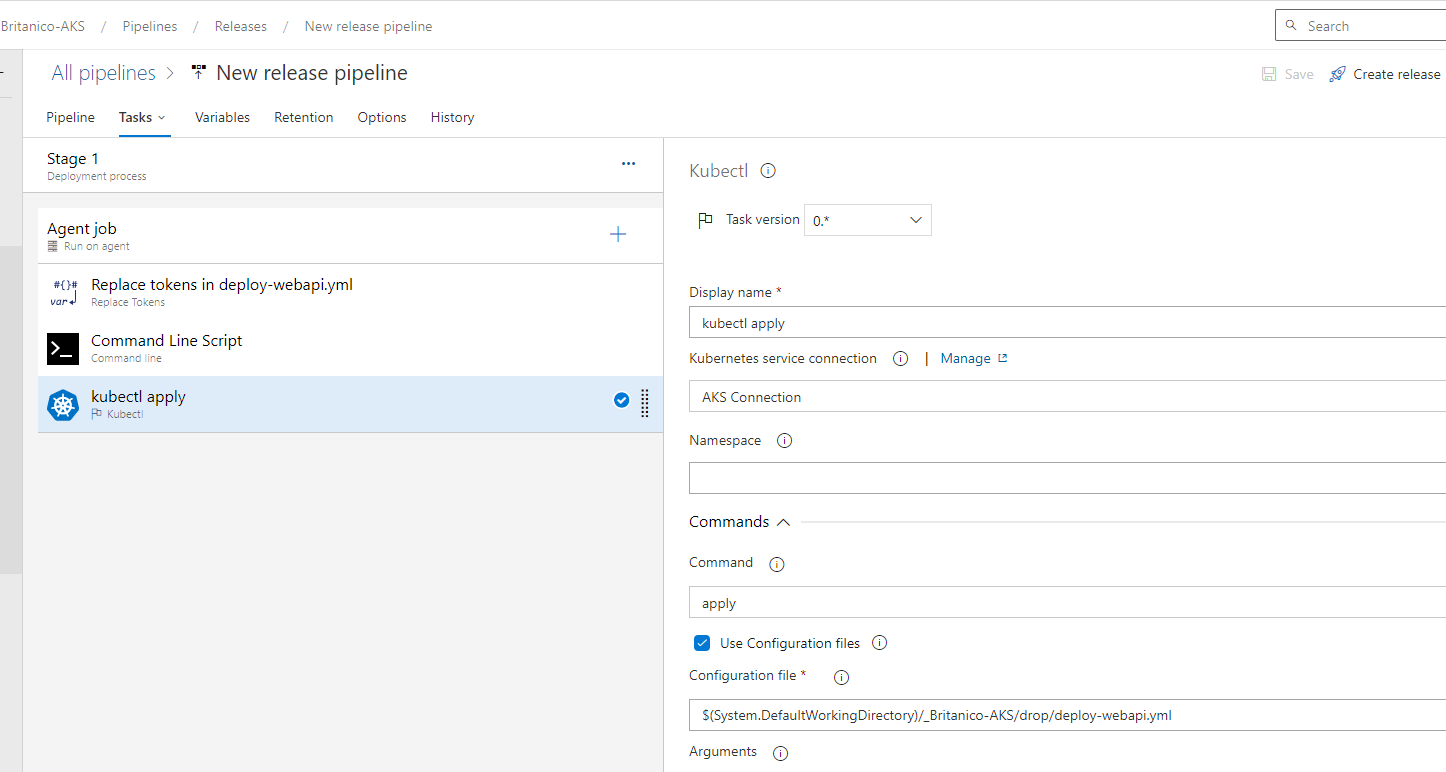 Britanico-AKS / Pipelines / Releases / New release pipeline
Search
All pipelines > New release pipeline
Save
Create release
Pipeline Tasks Variables Retention Options History
Stage 1
Deployment process
...
Agent job
Run on agent
#{}#
var
Replace tokens in deploy-webapi.yml
Replace Tokens
>_
Command Line Script
Command line
kubectl apply
Kubectl
Kubectl
Task version 0.*
Display name *
kubectl apply
Kubernetes service connection | Manage
AKS Connection
Namespace
Commands
Command
apply
Use Configuration files
Configuration file *
$(System.DefaultWorkingDirectory)/_Britanico-AKS/drop/deploy-webapi.yml
Arguments